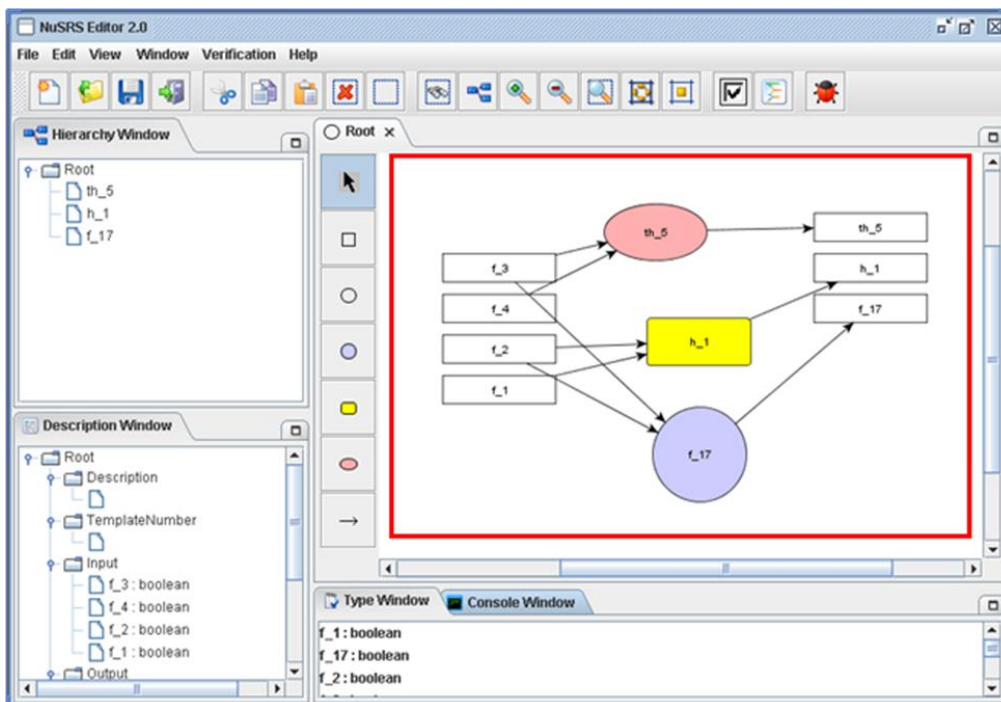 NuSRS Editor 2.0
File Edit View Window Verification Help
Hierarchy Window
Root
th_5
h_1
f_17
Description Window
Root
Description
TemplateNumber
Input
f_3 : boolean
f_4 : boolean
f_2 : boolean
f_1 : boolean
Output
Root
th_5
f_3
f_4
f_2
f_1
h_1
f_17
th_5
h_1
f_17
Type Window Console Window
f_1 : boolean
f_17 : boolean
f_2 : boolean